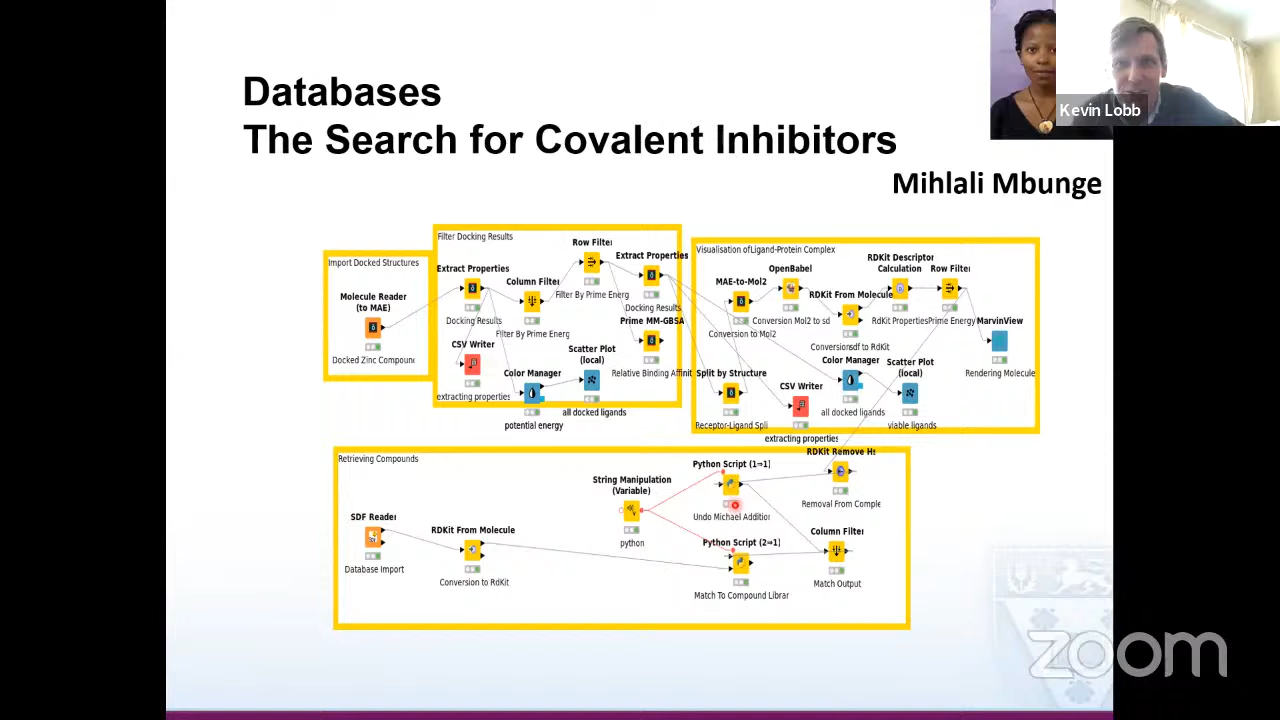 Databases
The Search for Covalent Inhibitors
Kevin Lobb
Mihlali Mbunge
Import Docked Structures
Molecule Reader
(to MAE)
Docked Zinc Compound
Filter Docking Results
Extract Properties
Docking Results
Column Filter
Filter By Prime Energ
Row Filter
Filter By Prime Energ
Extract Properties
Docking Results
Prime MM-GBSA
Relative Binding Affinit
CSV Writer
extracting properties
Color Manager
potential energy
Scatter Plot
(local)
all docked ligands
Visualisation of Ligand-Protein Complex
MAE-to-Mol2
Conversion to Mol2
OpenBabel
Conversion Mol2 to sd
RDKit From Molecule
Conversion sdf to RDKit
RDKit Descriptor
Calculation
RdKit Properties
Row Filter
Prime Energy
MarvinView
Rendering Molecule
Split by Structure
Receptor-Ligand Spli
CSV Writer
extracting properties
Color Manager
all docked ligands
Scatter Plot
(local)
viable ligands
Retrieving Compounds
SDF Reader
Database Import
RDKit From Molecule
Conversion to RdKit
String Manipulation
(Variable)
python
Python Script (1⇒1)
Undo Michael Addition
Python Script (2⇒1)
Match To Compound Librar
RDKit Remove Hs
Removal From Comple
Column Filter
Match Output
zoom